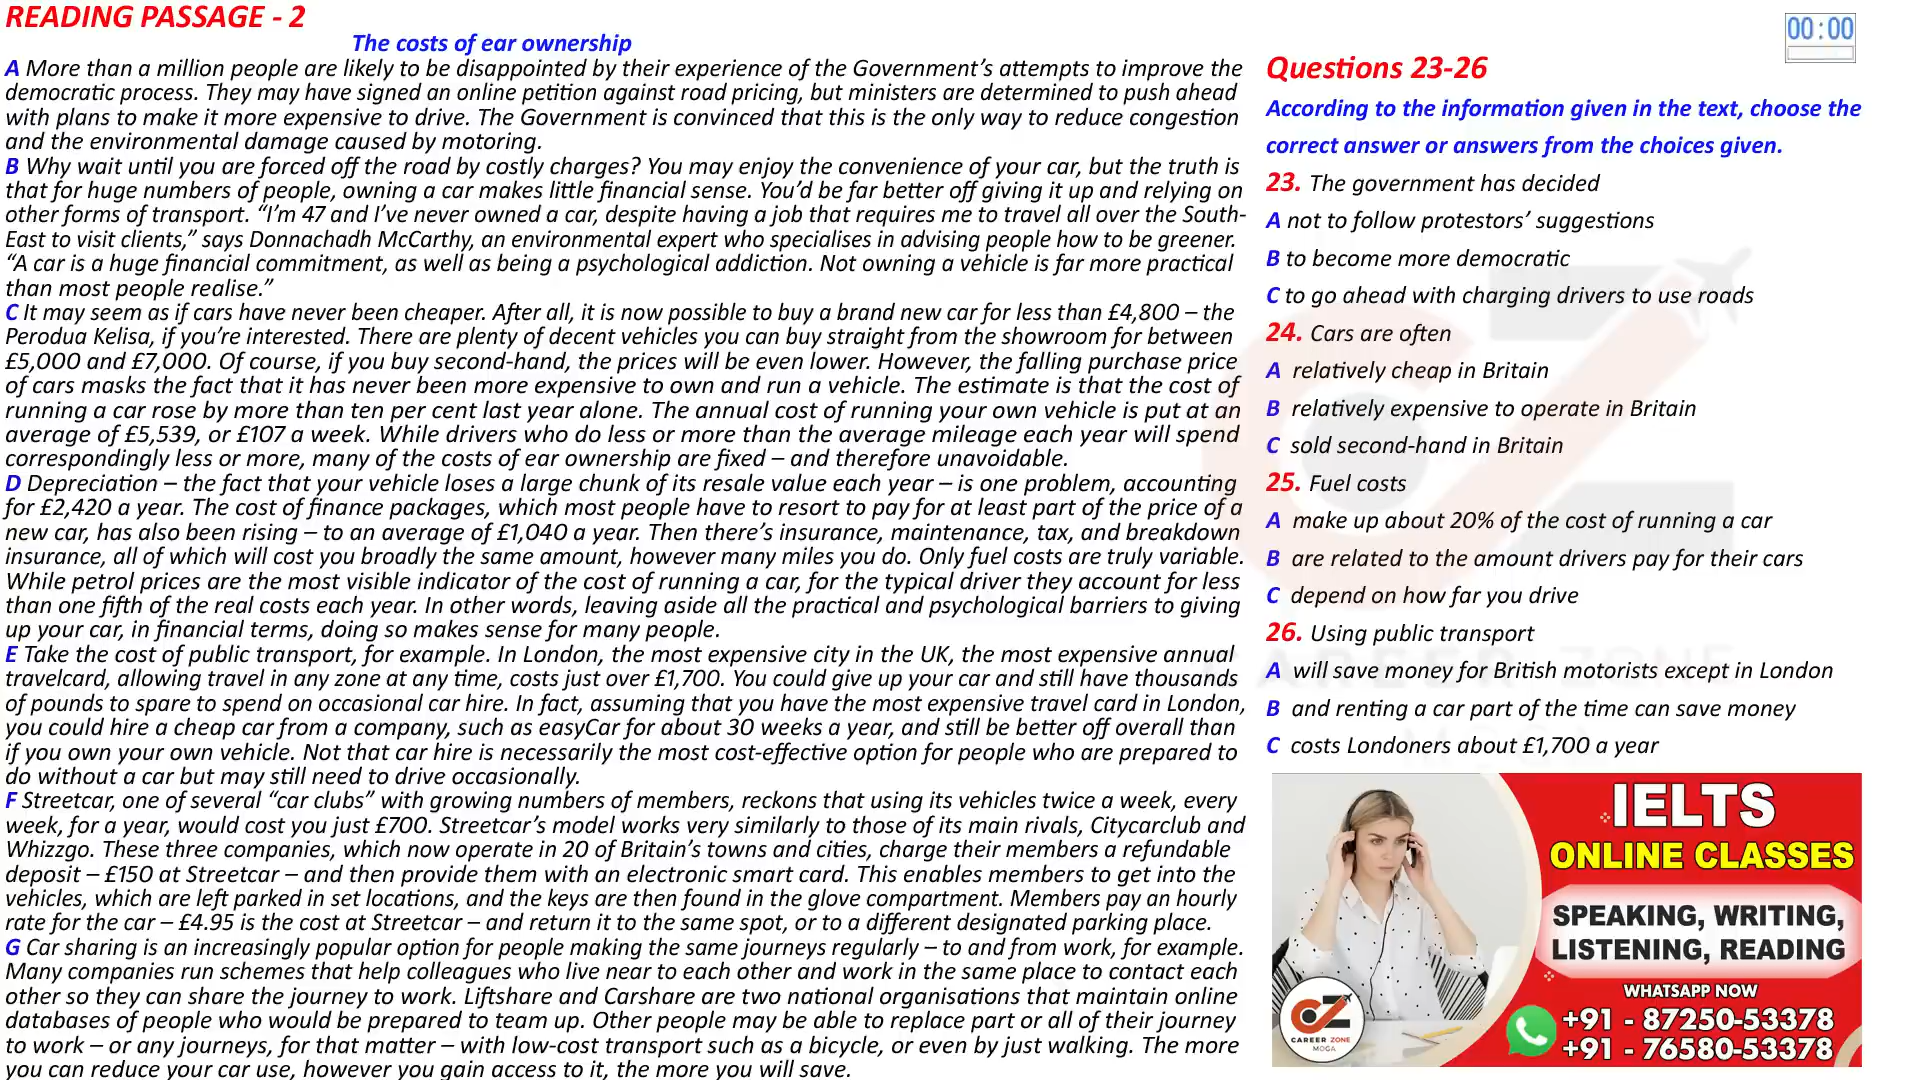 READING PASSAGE - 2
The costs of ear ownership
A More than a million people are likely to be disappointed by their experience of the Government's attempts to improve the
democratic process. They may have signed an online petition against road pricing, but ministers are determined to push ahead
with plans to make it more expensive to drive. The Government is convinced that this is the only way to reduce congestion
and the environmental damage caused by motoring.
B Why wait until you are forced off the road by costly charges? You may enjoy the convenience of your car, but the truth is
that for huge numbers of people, owning a car makes little financial sense. You'd be far better off giving it up and relying on
other forms of transport. “I'm 47 and I've never owned a car, despite having a job that requires me to travel all over the South-
East to visit clients,” says Donnachadh McCarthy, an environmental expert who specialises in advising people how to be greener.
“A car is a huge financial commitment, as well as being a psychological addiction. Not owning a vehicle is far more practical
than most people realise.”
C It may seem as if cars have never been cheaper. After all, it is now possible to buy a brand new car for less than £4,800 – the
Perodua Kelisa, if you're interested. There are plenty of decent vehicles you can buy straight from the showroom for between
£5,000 and £7,000. Of course, if you buy second-hand, the prices will be even lower. However, the falling purchase price
of cars masks the fact that it has never been more expensive to own and run a vehicle. The estimate is that the cost of
running a car rose by more than ten per cent last year alone. The annual cost of running your own vehicle is put at an
average of £5,539, or £107 a week. While drivers who do less or more than the average mileage each year will spend
correspondingly less or more, many of the costs of ear ownership are fixed – and therefore unavoidable.
D Depreciation – the fact that your vehicle loses a large chunk of its resale value each year – is one problem, accounting
for £2,420 a year. The cost of finance packages, which most people have to resort to pay for at least part of the price of a
new car, has also been rising – to an average of £1,040 a year. Then there's insurance, maintenance, tax, and breakdown
insurance, all of which will cost you broadly the same amount, however many miles you do. Only fuel costs are truly variable.
While petrol prices are the most visible indicator of the cost of running a car, for the typical driver they account for less
than one fifth of the real costs each year. In other words, leaving aside all the practical and psychological barriers to giving
up your car, in financial terms, doing so makes sense for many people.
E Take the cost of public transport, for example. In London, the most expensive city in the UK, the most expensive annual
travelcard, allowing travel in any zone at any time, costs just over £1,700. You could give up your car and still have thousands
of pounds to spare to spend on occasional car hire. In fact, assuming that you have the most expensive travel card in London,
you could hire a cheap car from a company, such as easyCar for about 30 weeks a year, and still be better off overall than
if you own your own vehicle. Not that car hire is necessarily the most cost-effective option for people who are prepared to
do without a car but may still need to drive occasionally.
F Streetcar, one of several “car clubs” with growing numbers of members, reckons that using its vehicles twice a week, every
week, for a year, would cost you just £700. Streetcar's model works very similarly to those of its main rivals, Citycarclub and
Whizzgo. These three companies, which now operate in 20 of Britain's towns and cities, charge their members a refundable
deposit – £150 at Streetcar – and then provide them with an electronic smart card. This enables members to get into the
vehicles, which are left parked in set locations, and the keys are then found in the glove compartment. Members pay an hourly
rate for the car – £4.95 is the cost at Streetcar – and return it to the same spot, or to a different designated parking place.
G Car sharing is an increasingly popular option for people making the same journeys regularly – to and from work, for example.
Many companies run schemes that help colleagues who live near to each other and work in the same place to contact each
other so they can share the journey to work. Liftshare and Carshare are two national organisations that maintain online
databases of people who would be prepared to team up. Other people may be able to replace part or all of their journey
to work – or any journeys, for that matter – with low-cost transport such as a bicycle, or even by just walking. The more
you can reduce your car use, however you gain access to it, the more you will save.
00:00
Questions 23-26
According to the information given in the text, choose the
correct answer or answers from the choices given.
23. The government has decided
A not to follow protestors' suggestions
B to become more democratic
C to go ahead with charging drivers to use roads
24. Cars are often
A relatively cheap in Britain
B relatively expensive to operate in Britain
C sold second-hand in Britain
25. Fuel costs
A make up about 20% of the cost of running a car
B are related to the amount drivers pay for their cars
C depend on how far you drive
26. Using public transport
A will save money for British motorists except in London
B and renting a car part of the time can save money
C costs Londoners about £1,700 a year
CAREER ZONE
MOGA
IELTS
ONLINE CLASSES
SPEAKING, WRITING,
LISTENING, READING
WHATSAPP NOW
+91 - 87250-53378
+91 - 76580-53378
CAREER ZONE
MOGA